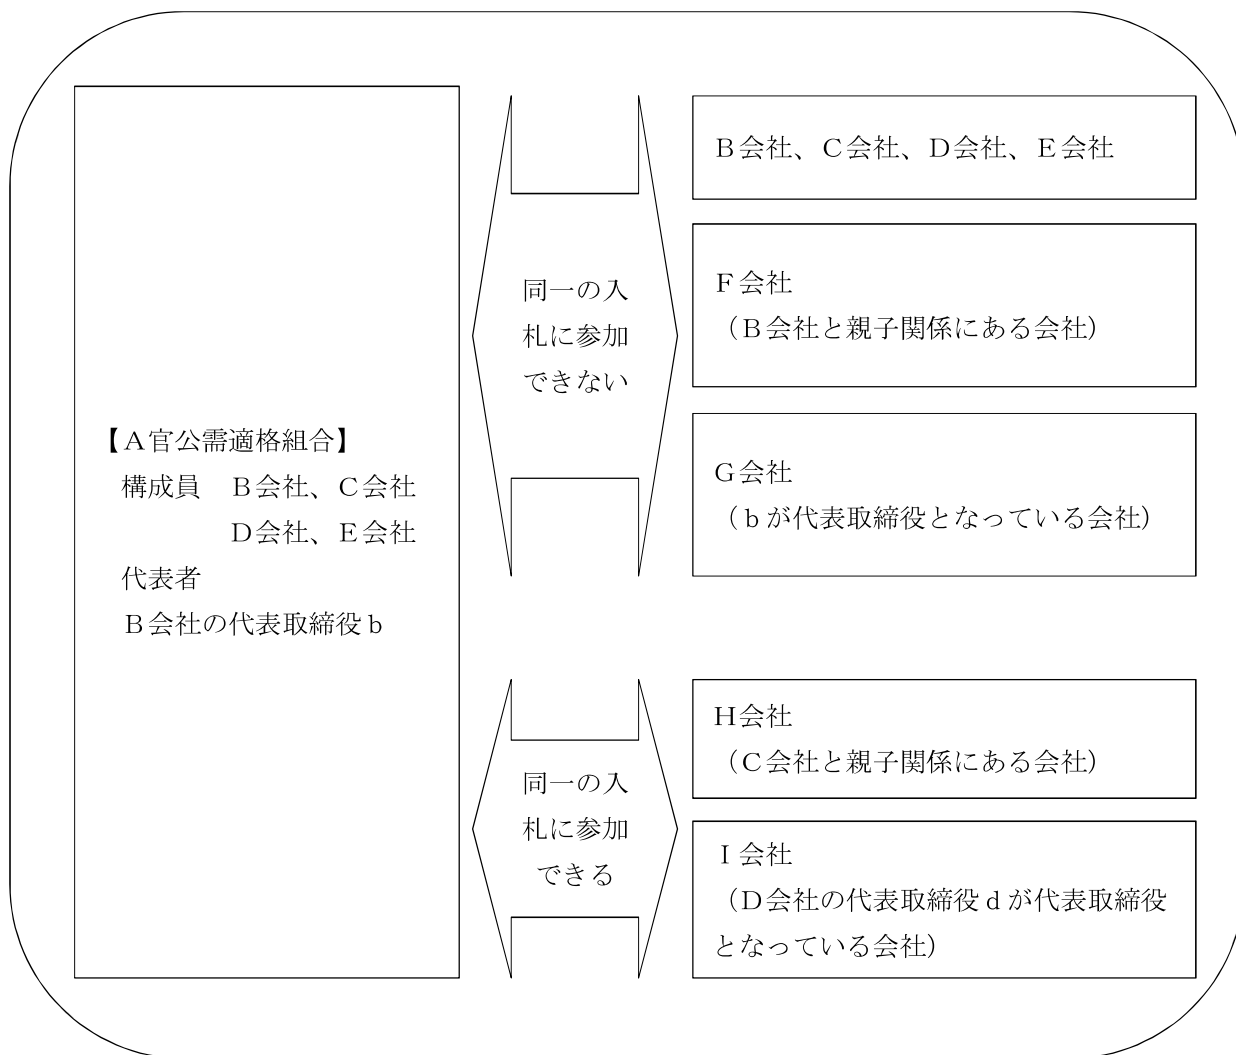 【Ａ官公需適格組合】
構成員　Ｂ会社、Ｃ会社
Ｄ会社、Ｅ会社
代表者
Ｂ会社の代表取締役ｂ
同一の入
札に参加
できない
Ｂ会社、Ｃ会社、Ｄ会社、Ｅ会社
Ｆ会社
（Ｂ会社と親子関係にある会社）
Ｇ会社
（ｂが代表取締役となっている会社）
同一の入
札に参加
できる
Ｈ会社
（Ｃ会社と親子関係にある会社）
Ｉ会社
（Ｄ会社の代表取締役ｄが代表取締役
となっている会社）